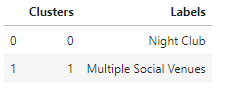 Clusters Labels
0 0 Night Club
1 1 Multiple Social Venues